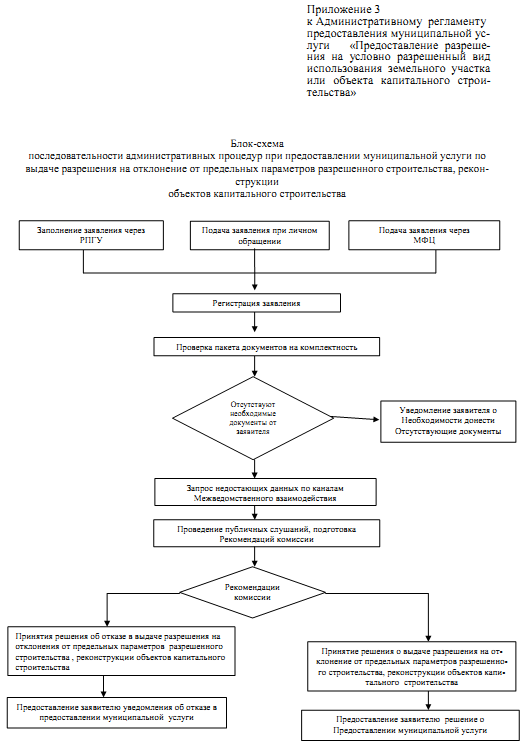 Приложение 3
к Административному регламенту
предоставления муниципальной ус-
луги «Предоставление разреше-
ния на условно разрешенный вид
использования земельного участка
или объекта капитального строи-
тельства»
Блок-схема
последовательности административных процедур при предоставлении муниципальной услуги по
выдаче разрешения на отклонение от предельных параметров разрешенного строительства, рекон-
струкции
объектов капитального строительства
Заполнение заявления через
РПГУ
Подача заявления при личном
обращении
Подача заявления через
МФЦ
Регистрация заявления
Проверка пакета документов на комплектность
Отсутствуют
необходимые
документы от
заявителя
Уведомление заявителя о
Необходимости донести
Отсутствующие документы
Запрос недостающих данных по каналам
Межведомственного взаимодействия
Проведение публичных слушаний, подготовка
Рекомендаций комиссии
Рекомендации
комиссии
Принятия решения об отказе в выдаче разрешения на
отклонения от предельных параметров разрешенного
строительства , реконструкции объектов капитального
строительства
Принятие решения о выдаче разрешения на от-
клонение от предельных параметров разрешенно-
го строительства, реконструкции объектов капи-
тального строительства
Предоставление заявителю уведомления об отказе в
предоставлении муниципальной услуги
Предоставление заявителю решение о
Предоставлении муниципальной услуги